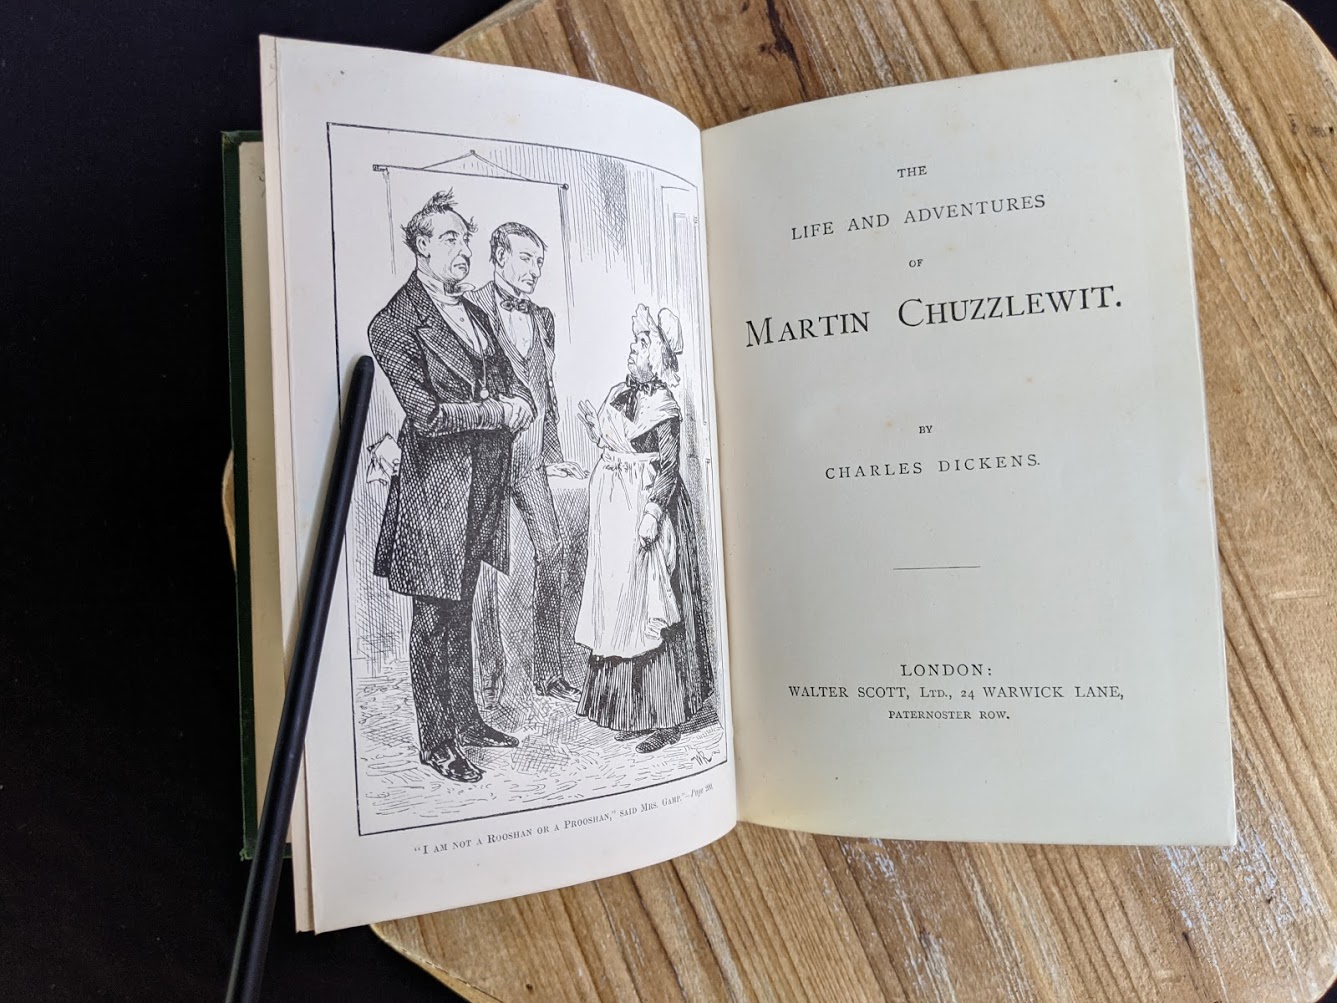 "I AM NOT A ROOSHAN OR A PROOSHAN," SAID MRS. GAMP."—Page
THE
LIFE AND ADVENTURES
OF
MARTIN CHUZZLEWIT.
BY
CHARLES DICKENS.
LONDON:
WALTER SCOTT, LTD., 24 WARWICK LANE,
PATERNOSTER ROW.